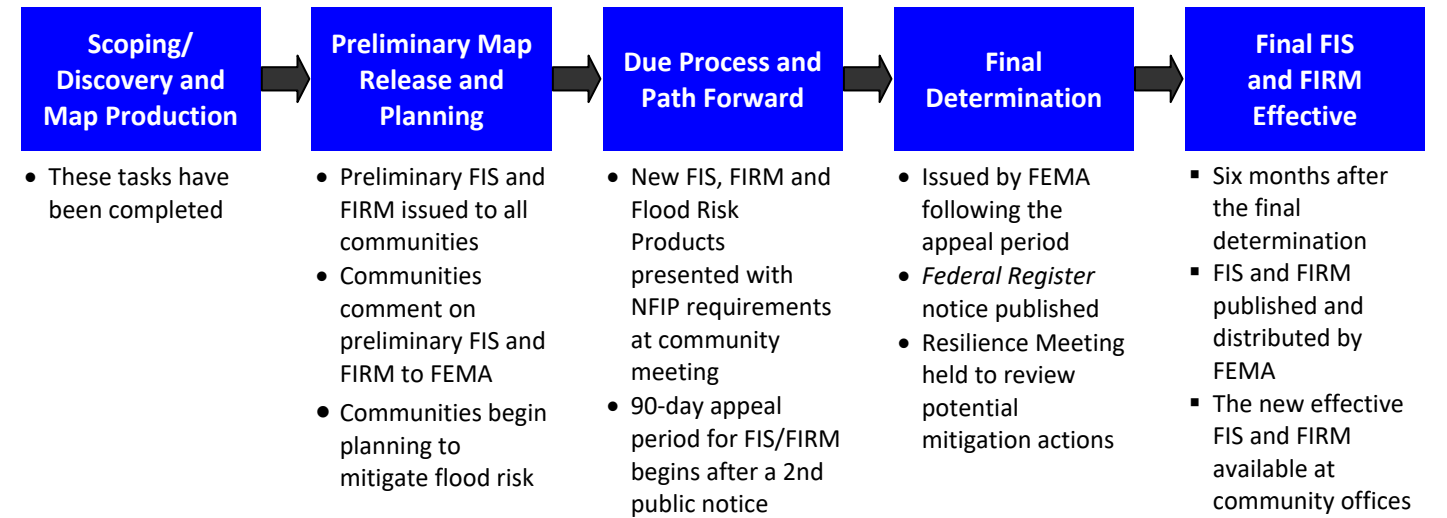 Scoping/
Discovery and
Map Production
Preliminary Map
Release and
Planning
Due Process and
Path Forward
Final
Determination
Final FIS
and FIRM
Effective
• These tasks have
been completed
• Preliminary FIS and
FIRM issued to all
communities
• Communities
comment on
preliminary FIS and
FIRM to FEMA
• Communities begin
planning to
mitigate flood risk
• New FIS, FIRM and
Flood Risk
Products
presented with
NFIP requirements
at community
meeting
• 90-day appeal
period for FIS/FIRM
begins after a 2nd
public notice
• Issued by FEMA
following the
appeal period
• Federal Register
notice published
• Resilience Meeting
held to review
potential
mitigation actions
▪ Six months after
the final
determination
▪ FIS and FIRM
published and
distributed by
FEMA
▪ The new effective
FIS and FIRM
available at
community offices